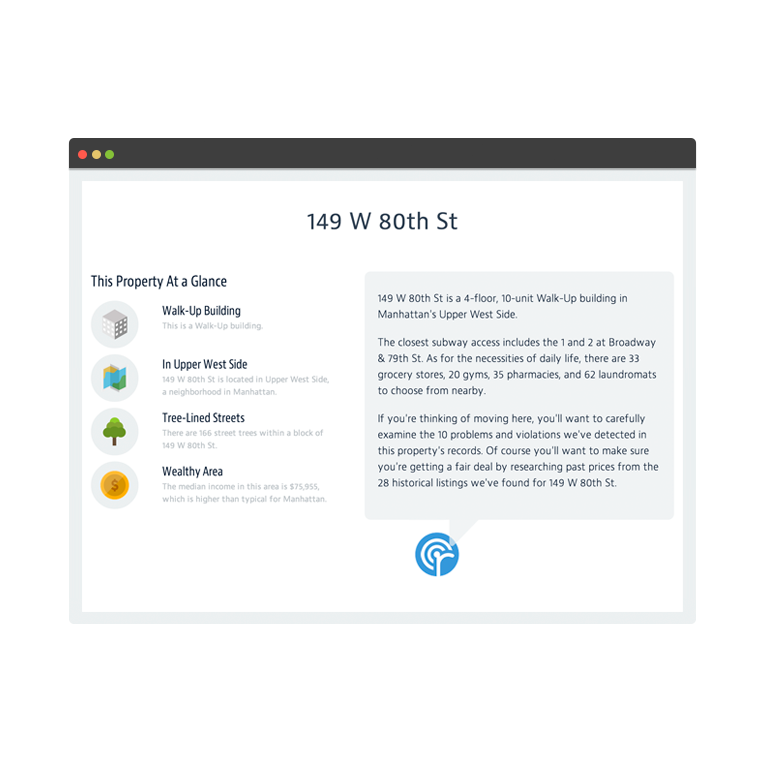 149 W 80th St
This Property At a Glance
Walk-Up Building
This is a Walk-Up building.
In Upper West Side
149 W 80th St is located in Upper West Side,
a neighborhood in Manhattan.
Tree-Lined Streets
There are 166 street trees within a block of
149 W 80th St.
Wealthy Area
The median income in this area is $75,955,
which is higher than typical for Manhattan.
149 W 80th St is a 4-floor, 10-unit Walk-Up building in
Manhattan's Upper West Side.
The closest subway access includes the 1 and 2 at Broadway
& 79th St. As for the necessities of daily life, there are 33
grocery stores, 20 gyms, 35 pharmacies, and 62 laundromats
to choose from nearby.
If you're thinking of moving here, you'll want to carefully
examine the 10 problems and violations we've detected in
this property's records. Of course you'll want to make sure
you're getting a fair deal by researching past prices from the
28 historical listings we've found for 149 W 80th St.